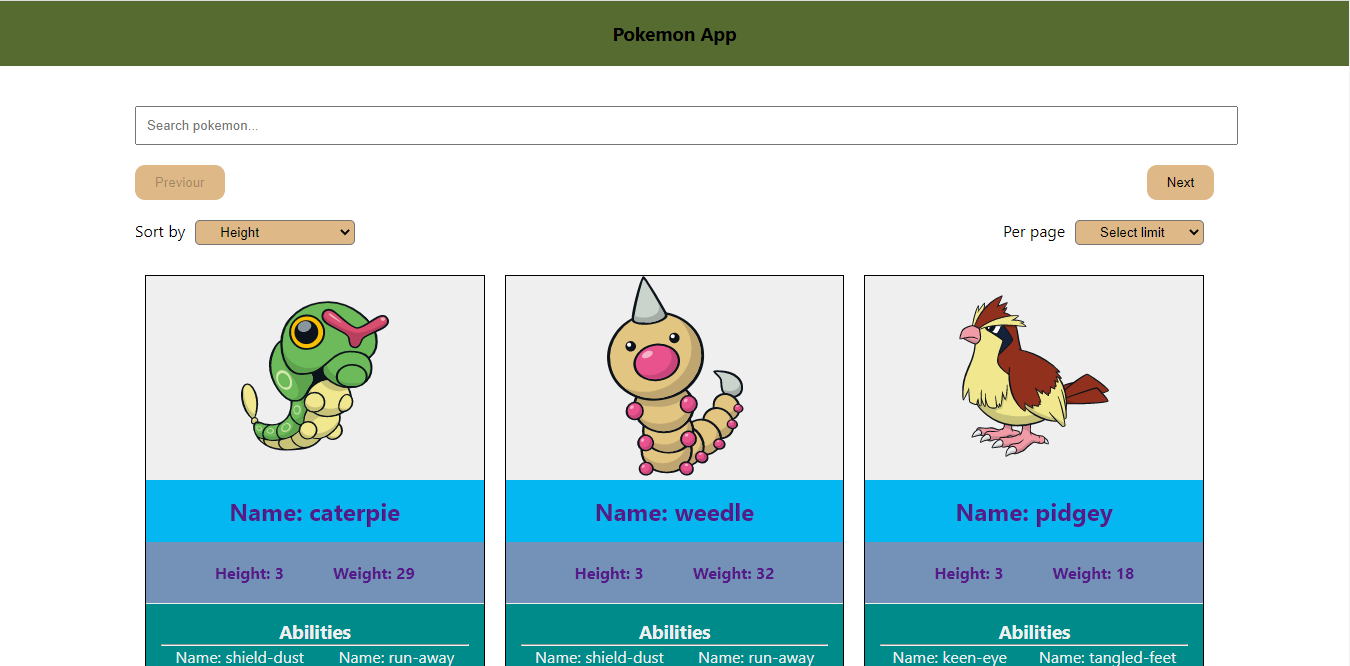 Pokemon App
Search pokemon...
Previour Next
Sort by Height Per page Select limit
Name: caterpie Name: weedle Name: pidgey
Height: 3 Weight: 29 Height: 3 Weight: 32 Height: 3 Weight: 18
Abilities Abilities Abilities
Name: shield-dust Name: run-away Name: shield-dust Name: run-away Name: keen-eye Name: tangled-feet